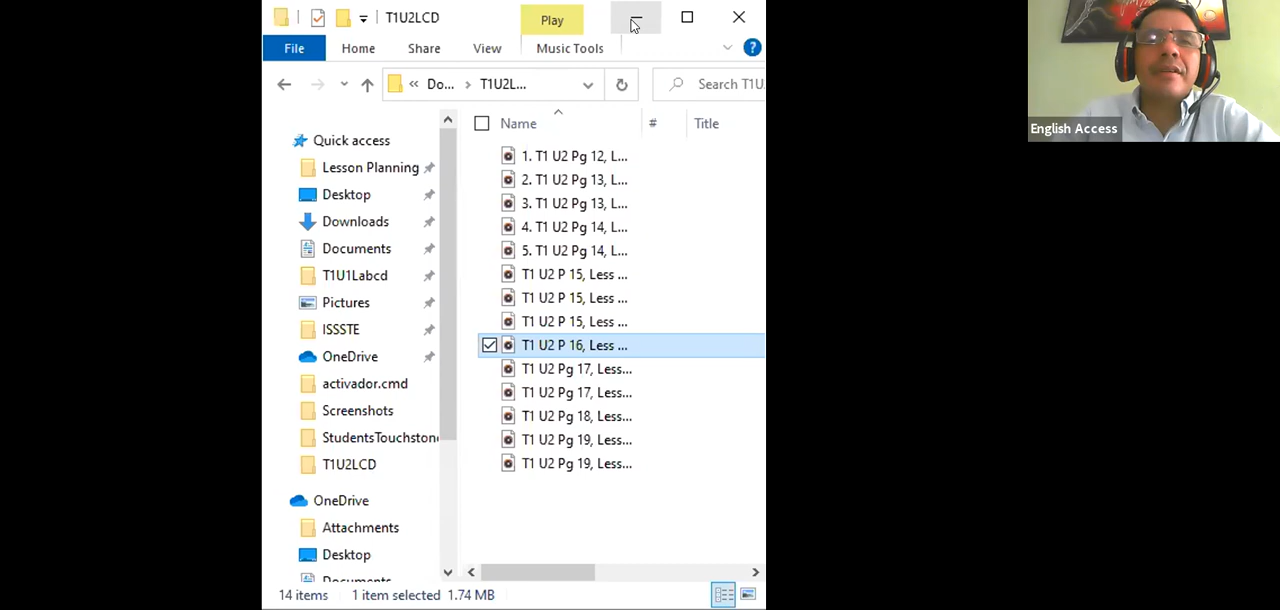 T1U2LCD
Play
File
Home
Share
View
Music Tools
?
« Do... > T1U2L...
Search T1U
Name
#
Title
Quick access
Lesson Planning
Desktop
Downloads
Documents
T1U1Labcd
Pictures
ISSSTE
OneDrive
activador.cmd
Screenshots
StudentsTouchstone
T1U2LCD
OneDrive
Attachments
Desktop
Documents
1. T1 U2 Pg 12, L...
2. T1 U2 Pg 13, L...
3. T1 U2 Pg 13, L...
4. T1 U2 Pg 14, L...
5. T1 U2 Pg 14, L...
T1 U2 P 15, Less ...
T1 U2 P 15, Less ...
T1 U2 P 15, Less ...
T1 U2 P 16, Less ...
T1 U2 Pg 17, Less...
T1 U2 Pg 17, Less...
T1 U2 Pg 18, Less...
T1 U2 Pg 19, Less...
T1 U2 Pg 19, Less...
14 items
1 item selected 1.74 MB
English Access